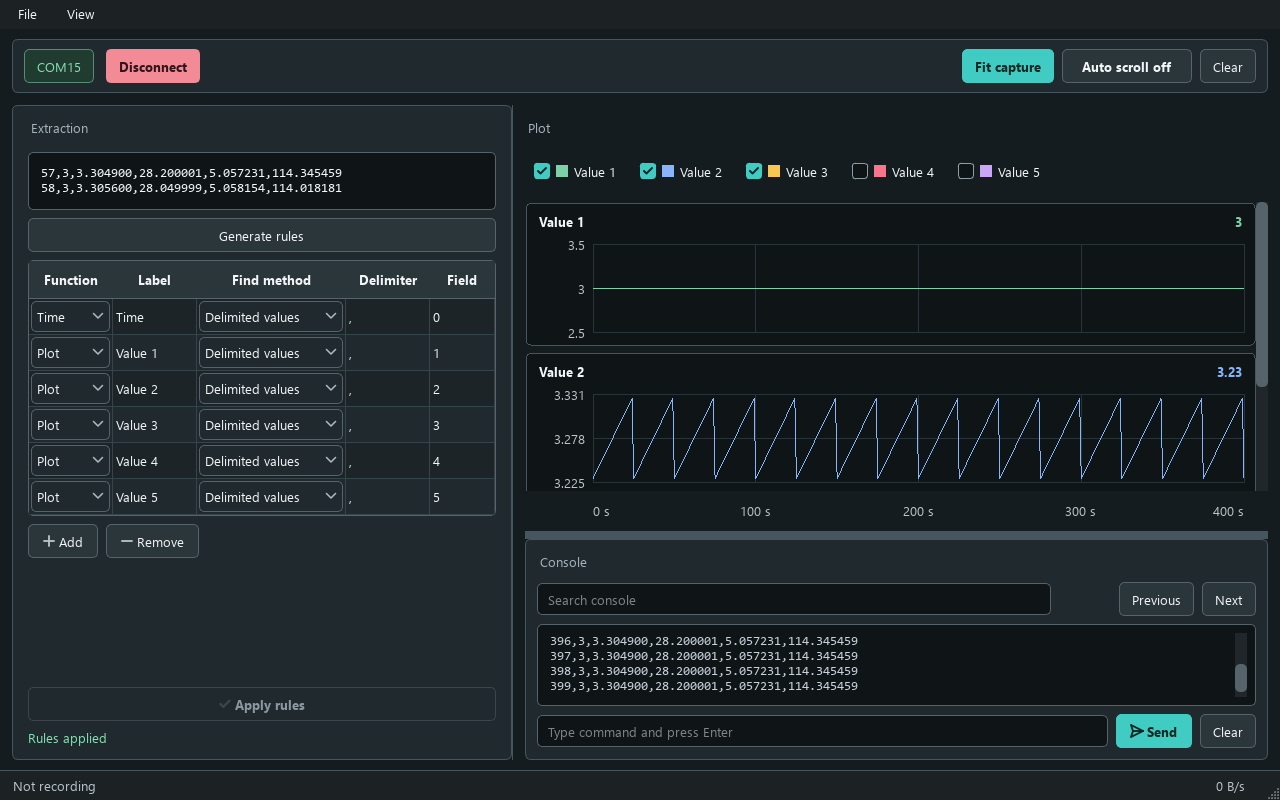 File View
COM15 Disconnect Fit capture Auto scroll off Clear
Extraction
57,3,3.304900,28.200001,5.057231,114.345459
58,3,3.305600,28.049999,5.058154,114.018181
Generate rules
Function Label Find method Delimiter Field
Time Time Delimited values , 0
Plot Value 1 Delimited values , 1
Plot Value 2 Delimited values , 2
Plot Value 3 Delimited values , 3
Plot Value 4 Delimited values , 4
Plot Value 5 Delimited values , 5
Add Remove
Apply rules
Rules applied
Plot
Value 1 Value 2 Value 3 Value 4 Value 5
Value 1 3
3.5
3
2.5
Value 2 3.23
3.331
3.278
3.225
0 s 100 s 200 s 300 s 400 s
Console
Search console Previous Next
396,3,3.304900,28.200001,5.057231,114.345459
397,3,3.304900,28.200001,5.057231,114.345459
398,3,3.304900,28.200001,5.057231,114.345459
399,3,3.304900,28.200001,5.057231,114.345459
Type command and press Enter Send Clear
Not recording 0 B/s